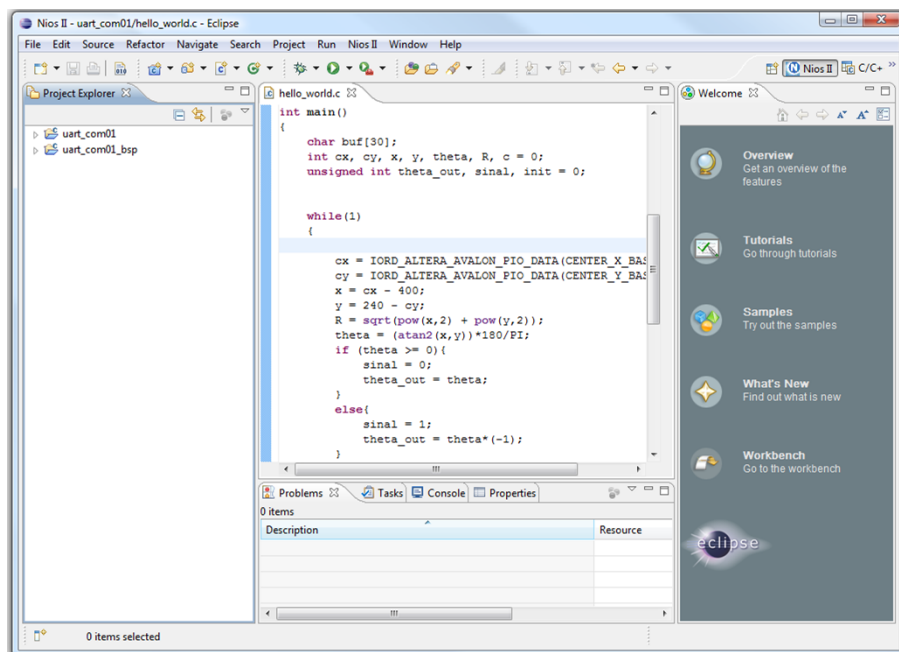 Nios II - uart_com01/hello_world.c - Eclipse
File Edit Source Refactor Navigate Search Project Run Nios II Window Help
Nios II C/C+ »
Project Explorer
uart_com01
uart_com01_bsp
hello_world.c
int main()
{
char buf[30];
int cx, cy, x, y, theta, R, c = 0;
unsigned int theta_out, sinal, init = 0;
while(1)
{
cx = IORD_ALTERA_AVALON_PIO_DATA(CENTER_X_BAS
cy = IORD_ALTERA_AVALON_PIO_DATA(CENTER_Y_BAS
x = cx - 400;
y = 240 - cy;
R = sqrt(pow(x,2) + pow(y,2));
theta = (atan2(x,y))*180/PI;
if (theta >= 0){
sinal = 0;
theta_out = theta;
}
else{
sinal = 1;
theta_out = theta*(-1);
}
Problems Tasks Console Properties
0 items
Description Resource
Welcome
Overview
Get an overview of the
features
Tutorials
Go through tutorials
Samples
Try out the samples
What's New
Find out what is new
Workbench
Go to the workbench
eclipse
0 items selected